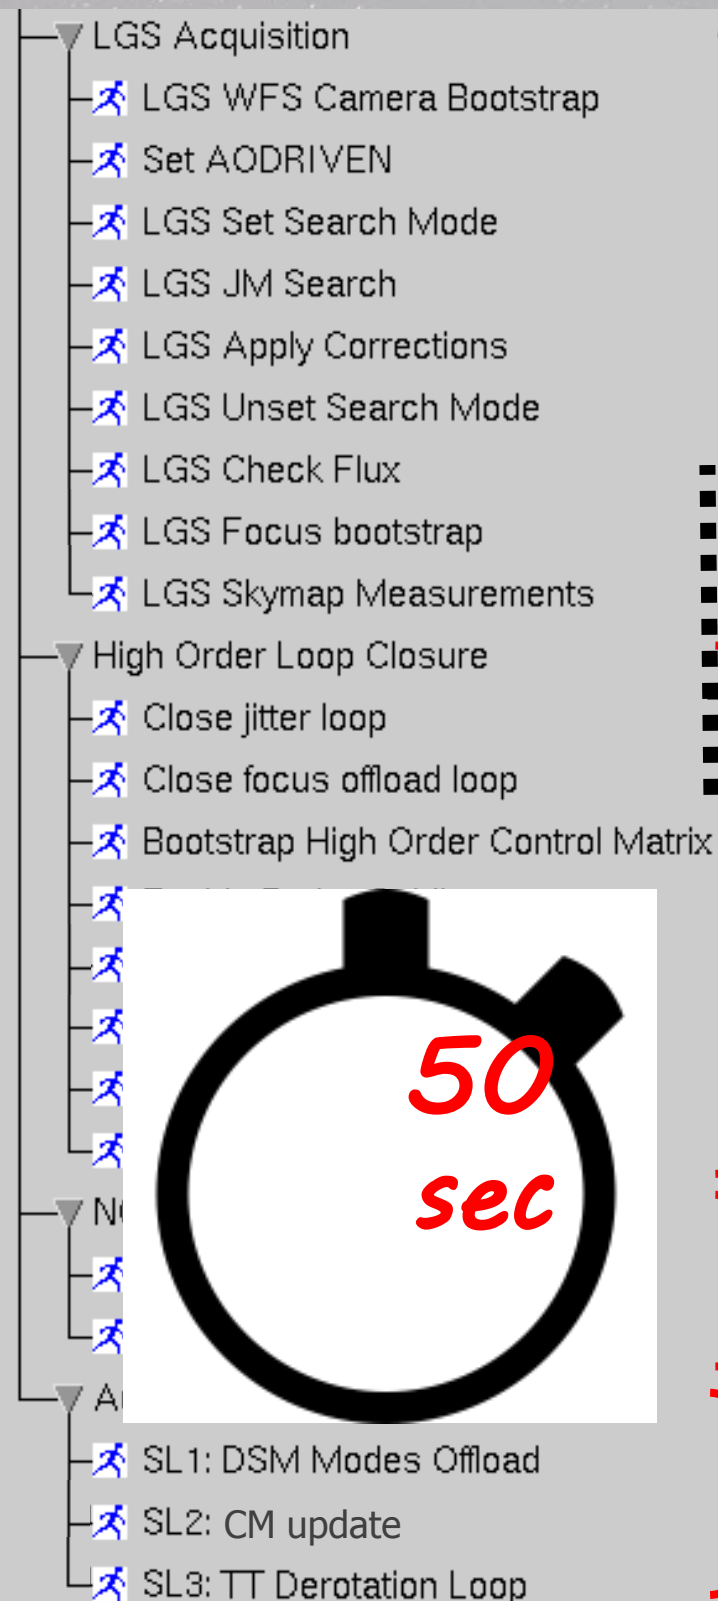 LGS Acquisition
LGS WFS Camera Bootstrap
Set AODRIVEN
LGS Set Search Mode
LGS JM Search
LGS Apply Corrections
LGS Unset Search Mode
LGS Check Flux
LGS Focus bootstrap
LGS Skymap Measurements
High Order Loop Closure
Close jitter loop
Close focus offload loop
Bootstrap High Order Control Matrix
50
sec
SL1: DSM Modes Offload
SL2: CM update
SL3: TT Derotation Loop